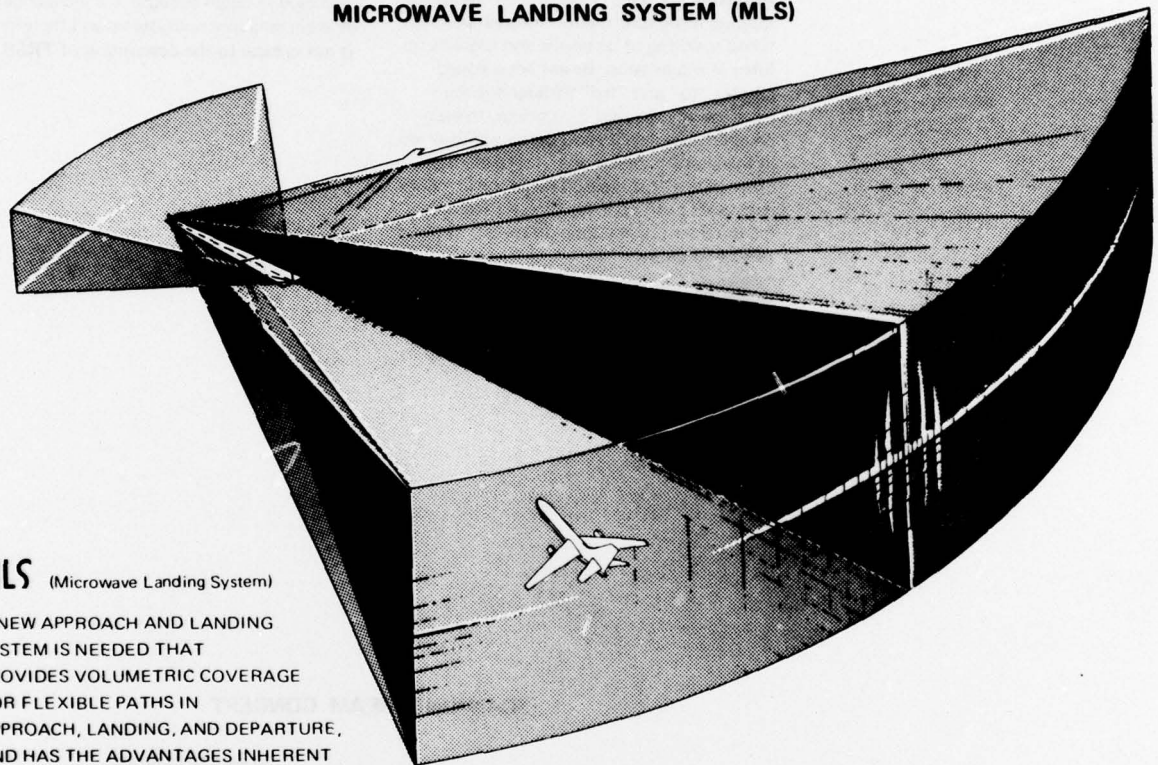 MICROWAVE LANDING SYSTEM (MLS)
LS (Microwave Landing System)
NEW APPROACH AND LANDING
STEM IS NEEDED THAT
OVIDES VOLUMETRIC COVERAGE
OR FLEXIBLE PATHS IN
PROACH, LANDING, AND DEPARTURE,
ND HAS THE ADVANTAGES INHERENT